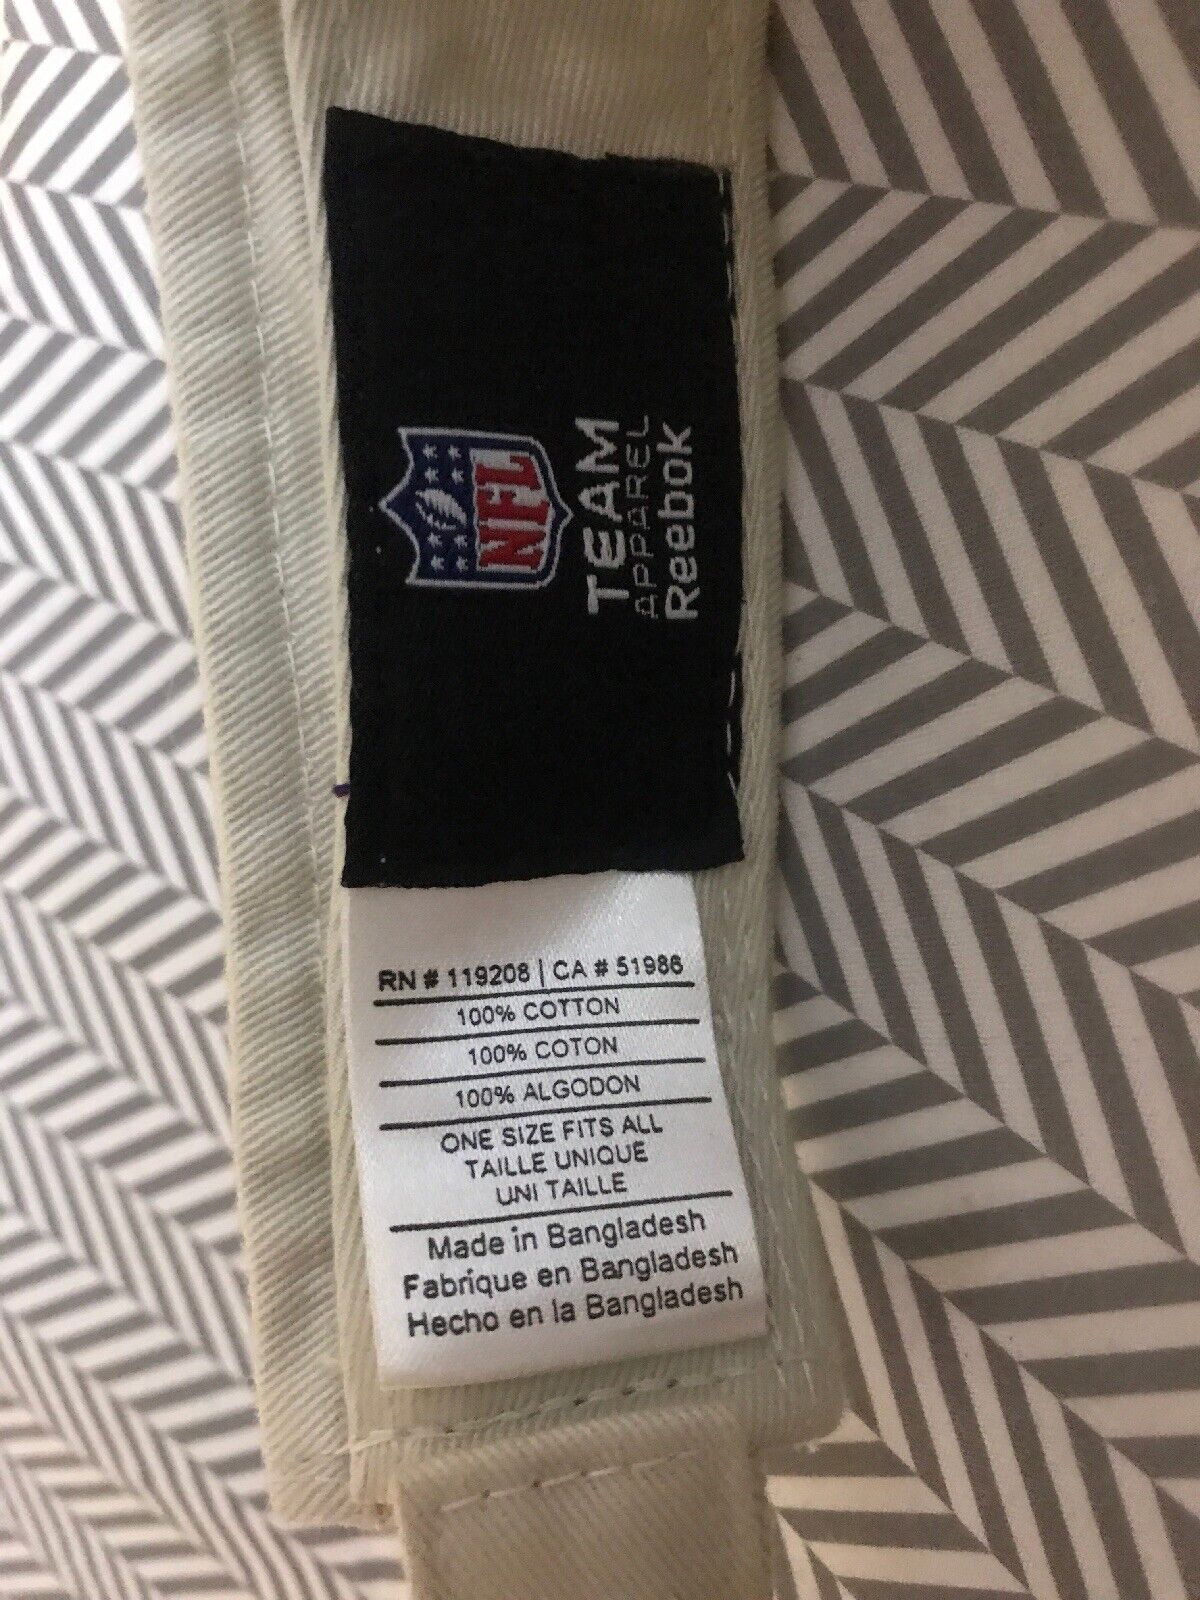 NFL
TEAM
APPAREL
Reebok
RN # 119208 | CA # 51986
100% COTTON
100% COTON
100% ALGODON
ONE SIZE FITS ALL
TAILLE UNIQUE
UNI TAILLE
Made in Bangladesh
Fabrique en Bangladesh
Hecho en la Bangladesh